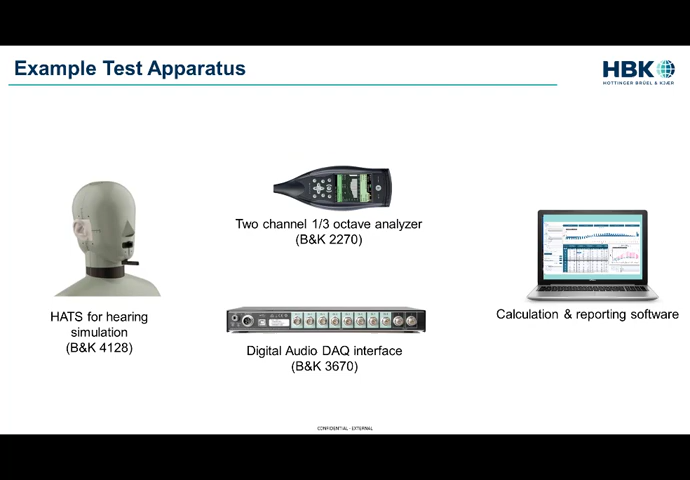 Example Test Apparatus
HBK
HOTTINGER BRÜEL & KJÆR
Two channel 1/3 octave analyzer
(B&K 2270)
HATS for hearing
simulation
(B&K 4128)
Digital Audio DAQ interface
(B&K 3670)
Calculation & reporting software
CONFIDENTIAL - EXTERNAL